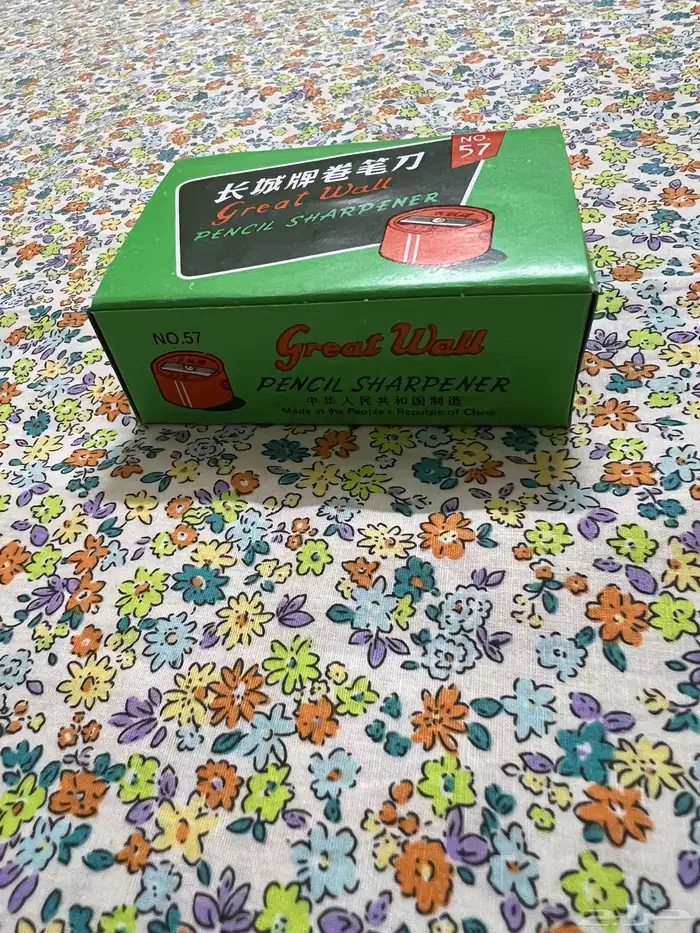 NO.
57
长城牌卷笔刀
Great Wall
PENCIL SHARPENER
NO.57
Great Wall
PENCIL SHARPENER
中华人民共和国制造
Made in the People's Republic of China